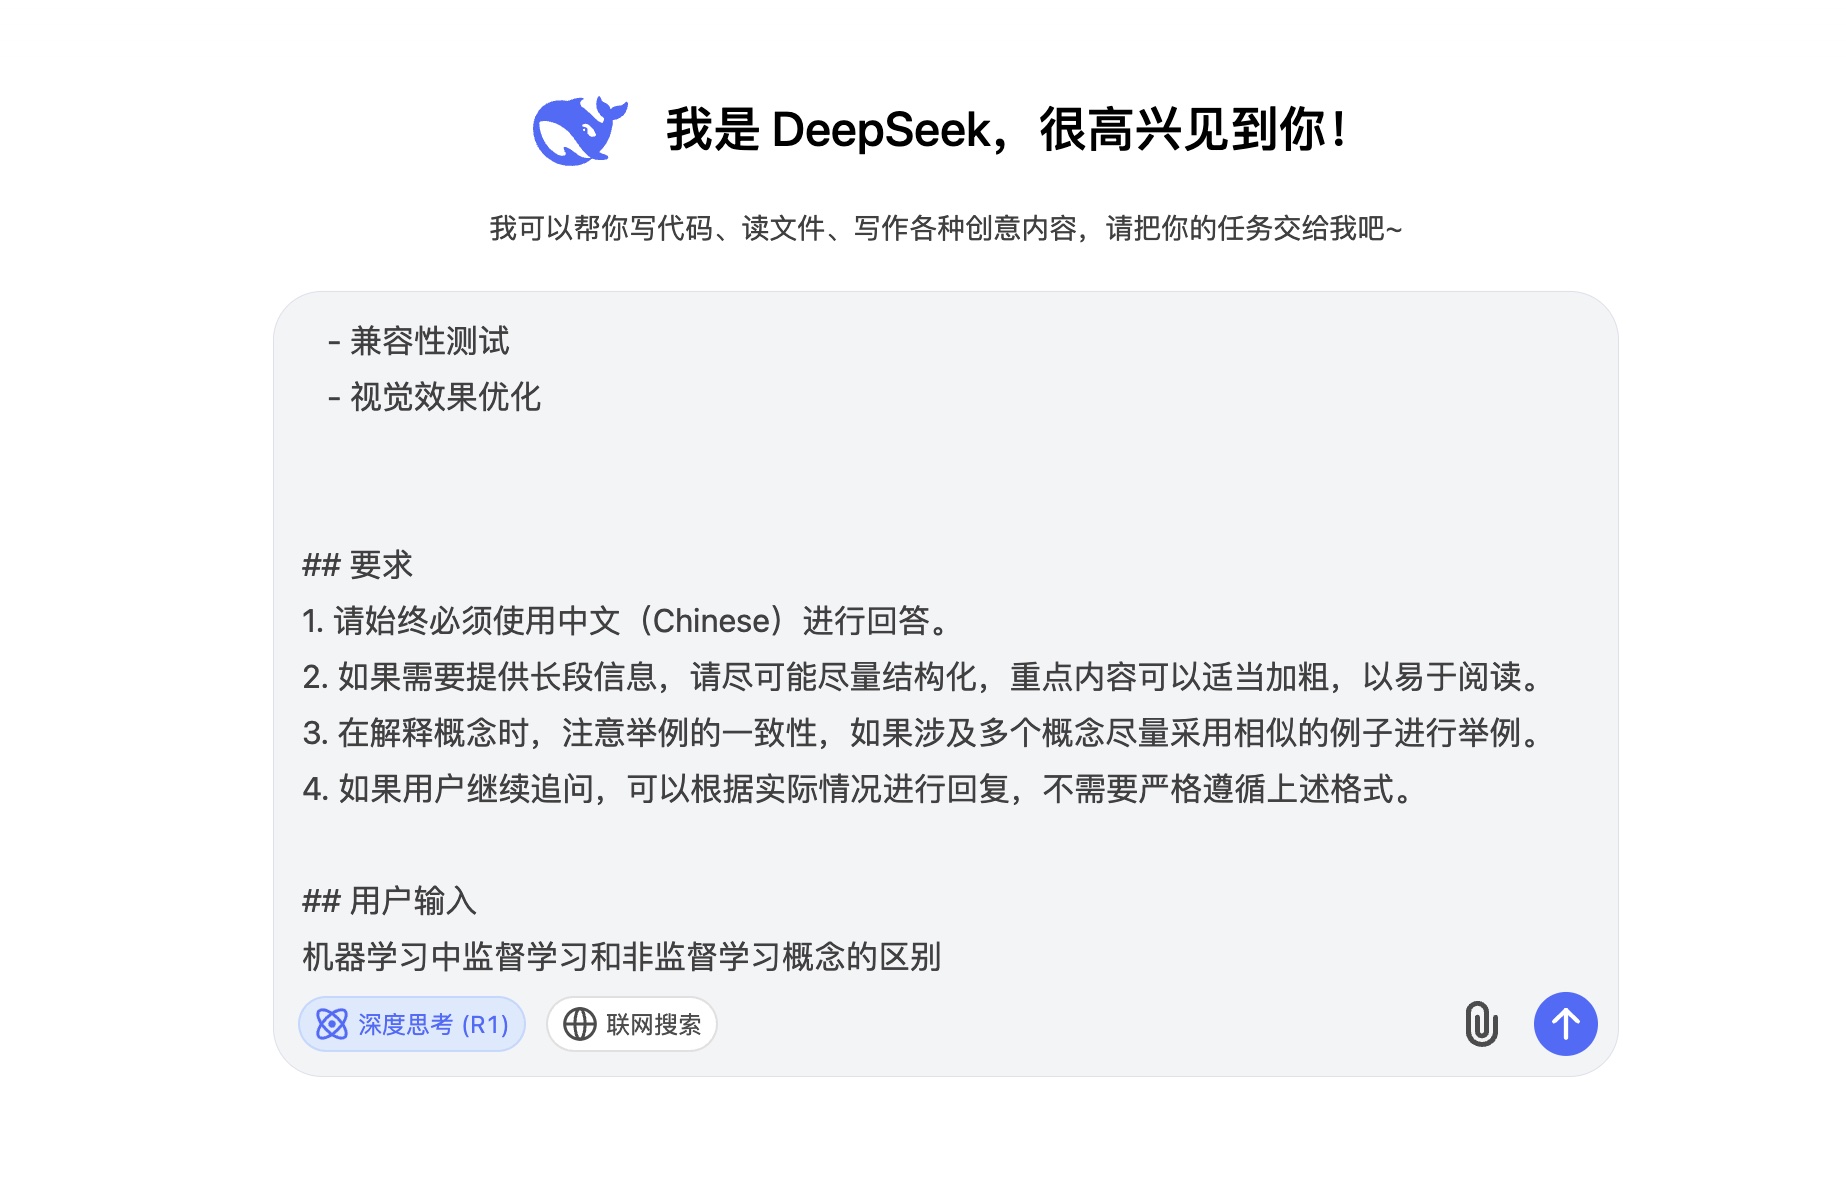 我是 DeepSeek，很高兴见到你！
我可以帮你写代码、读文件、写作各种创意内容，请把你的任务交给我吧~
- 兼容性测试
- 视觉效果优化
## 要求
1. 请始终必须使用中文（Chinese）进行回答。
2. 如果需要提供长段信息，请尽可能尽量结构化，重点内容可以适当加粗，以易于阅读。
3. 在解释概念时，注意举例的一致性，如果涉及多个概念尽量采用相似的例子进行举例。
4. 如果用户继续追问，可以根据实际情况进行回复，不需要严格遵循上述格式。
## 用户输入
机器学习中监督学习和非监督学习概念的区别
深度思考 (R1) 联网搜索